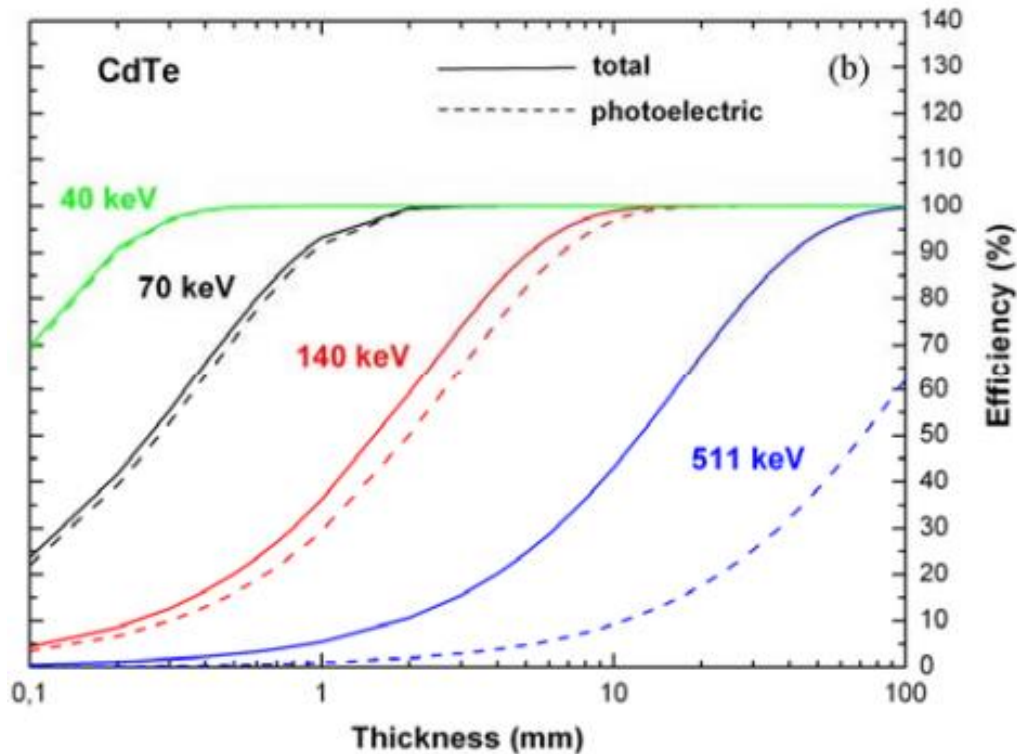 CdTe
total
photoelectric
(b)
40 keV
70 keV
140 keV
511 keV
140
130
120
110
100
90
80
70
60
50
40
30
20
10
0
Efficiency (%)
0,1
1
10
100
Thickness (mm)